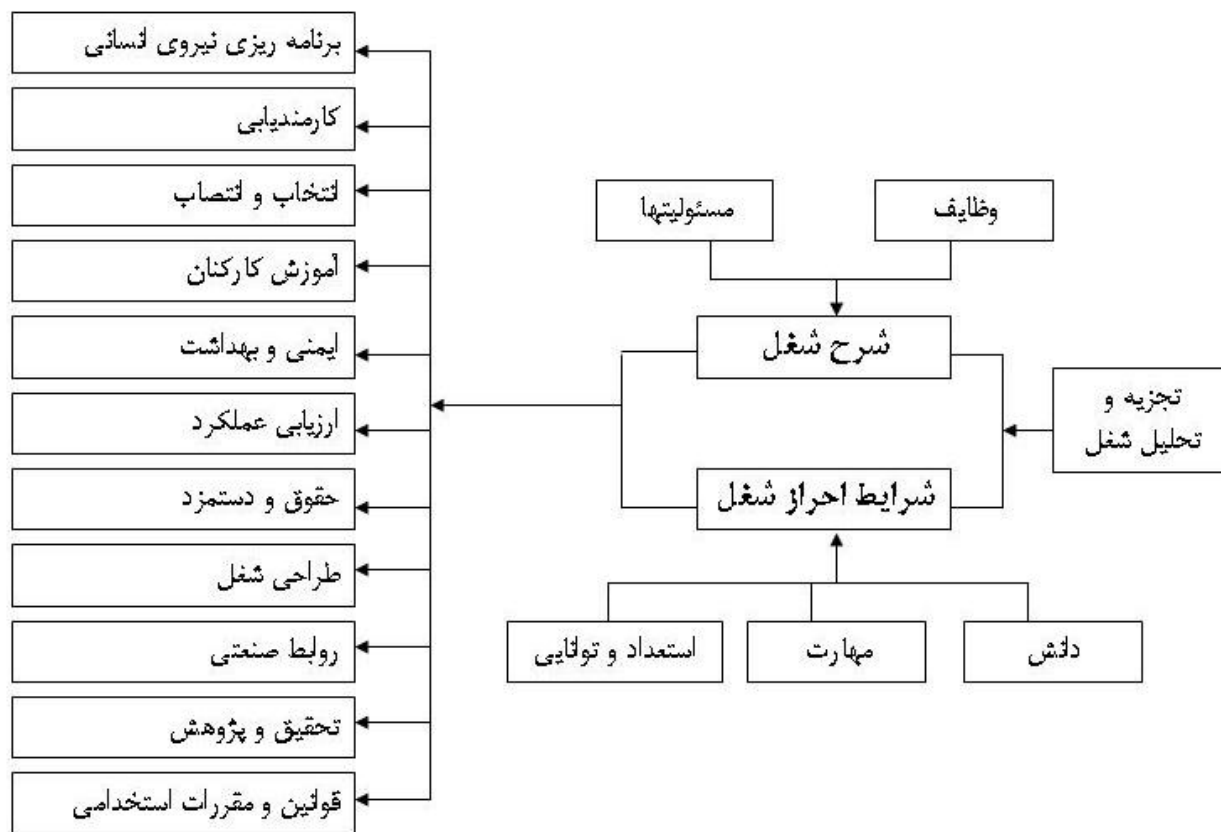 وظایف
مسئولیتها
شرح شغل
تجزیه و
تحلیل شغل
شرایط احراز شغل
دانش
مهارت
استعداد و توانایی
برنامه ریزی نیروی انسانی
کارمندیابی
انتخاب و انتصاب
آموزش کارکنان
ایمنی و بهداشت
ارزیابی عملکرد
حقوق و دستمزد
طراحی شغل
روابط صنعتی
تحقیق و پژوهش
قوانین و مقررات استخدامی